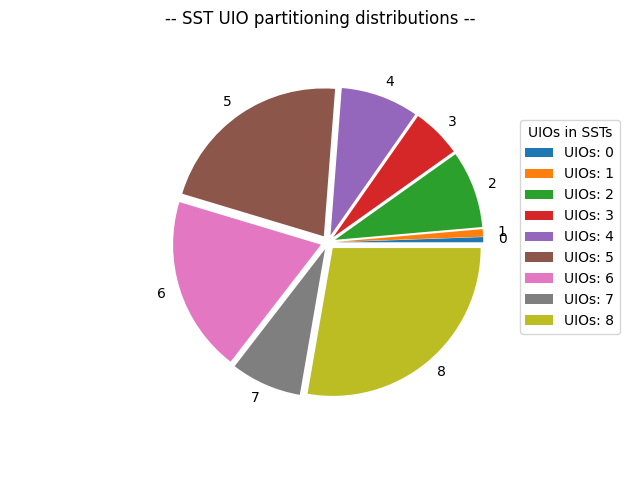 -- SST UIO partitioning distributions --
4
5
3
2
1
0
6
7
8
UIOs in SSTs
UIOs: 0
UIOs: 1
UIOs: 2
UIOs: 3
UIOs: 4
UIOs: 5
UIOs: 6
UIOs: 7
UIOs: 8